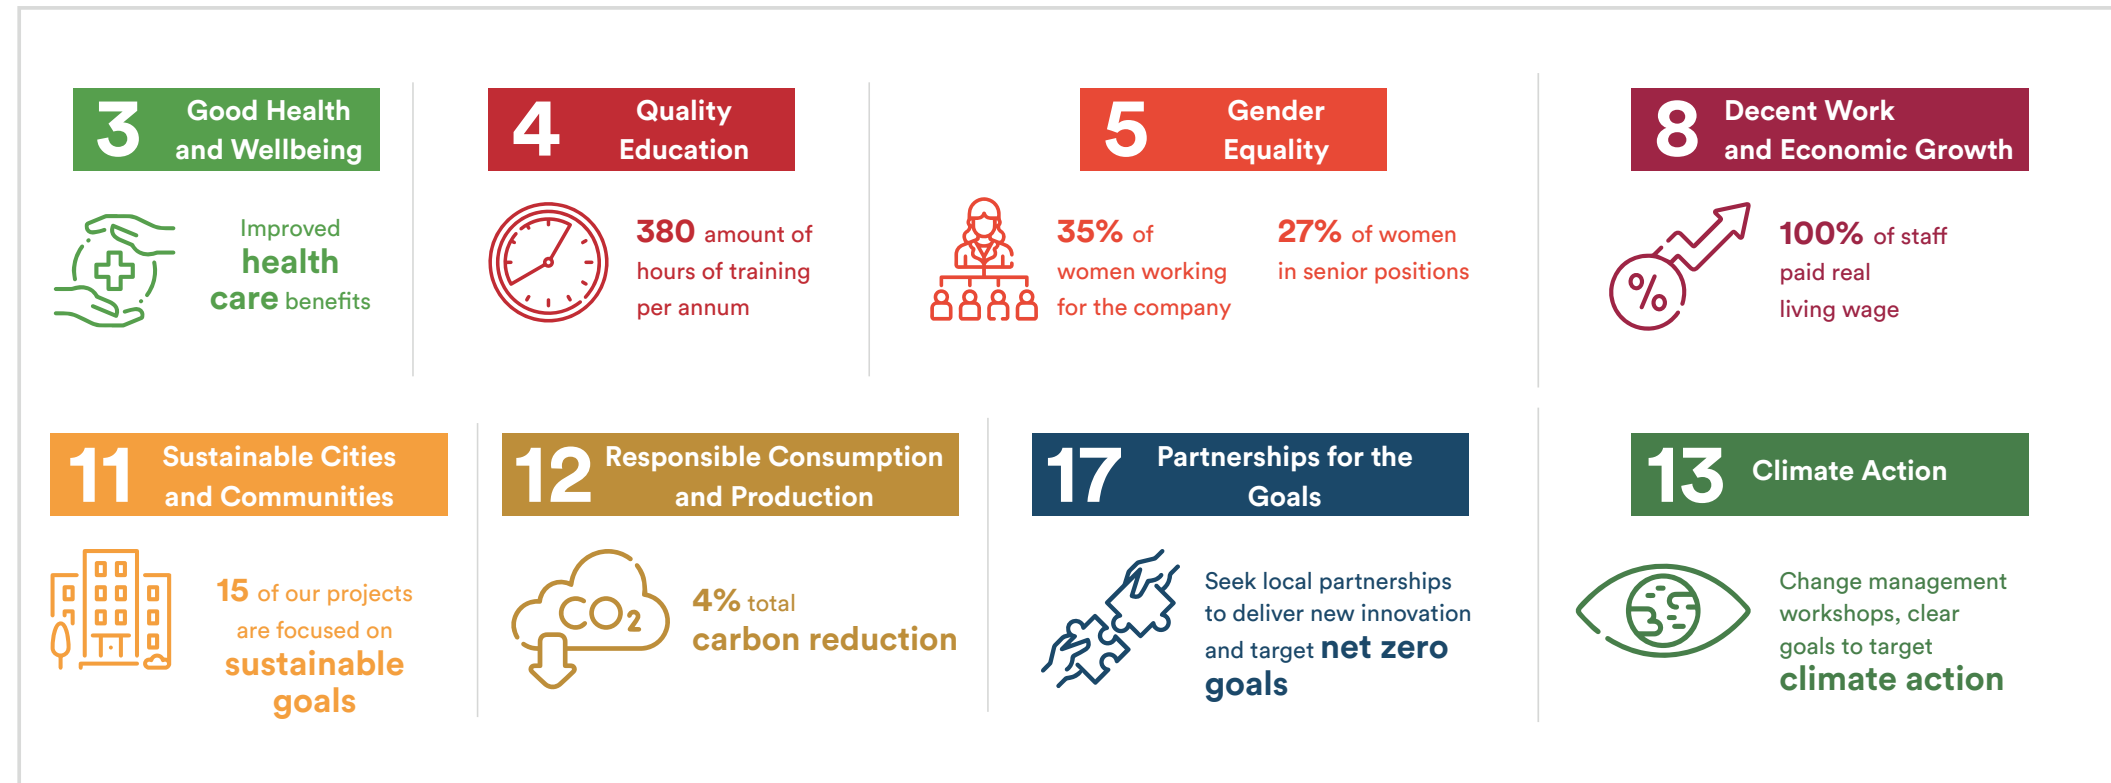 3
Good Health
and Wellbeing
Improved
health
care benefits
4
Quality
Education
380 amount of
hours of training
per annum
5
Gender
Equality
35% of
women working
for the company
27% of women
in senior positions
8
Decent Work
and Economic Growth
%
100% of staff
paid real
living wage
11
Sustainable Cities
and Communities
15 of our projects
are focused on
sustainable
goals
12
Responsible Consumption
and Production
CO2
4% total
carbon reduction
17
Partnerships for the
Goals
Seek local partnerships
to deliver new innovation
and target net zero
goals
13
Climate Action
Change management
workshops, clear
goals to target
climate action